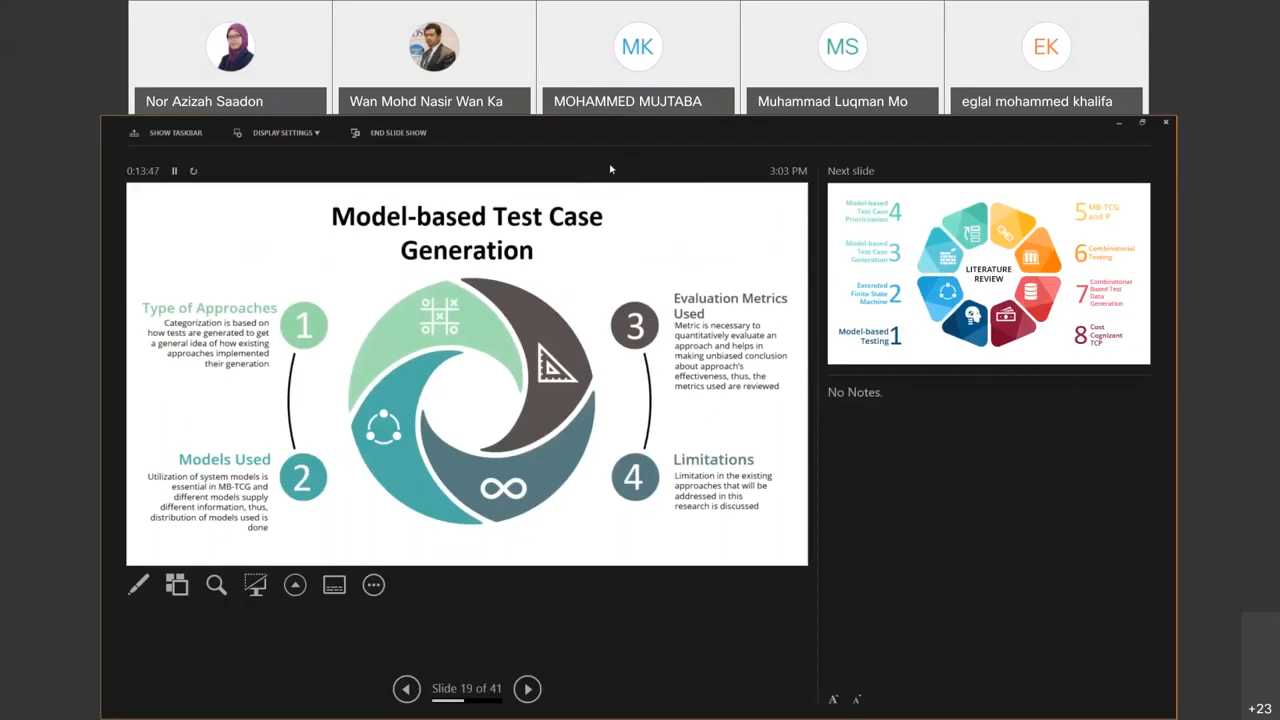 Nor Azizah Saadon
Wan Mohd Nasir Wan Ka
MK
MOHAMMED MUJTABA
MS
Muhammad Luqman Mo
EK
eglal mohammed khalifa
SHOW TASKBAR
DISPLAY SETTINGS ▼
END SLIDE SHOW
0:13:47
3:03 PM
Model-based Test Case
Generation
Type of Approaches
Categorization is based on
how tests are generated to get
a general idea of how existing
approaches implemented
their generation
1
Models Used
Utilization of system models is
essential in MB-TCG and
different models supply
different information, thus,
distribution of models used is
done
2
3
Evaluation Metrics
Used
Metric is necessary to
quantitatively evaluate an
approach and helps in
making unbiased conclusion
about approach's
effectiveness, thus, the
metrics used are reviewed
4
Limitations
Limitation in the existing
approaches that will be
addressed in this
research is discussed
Next slide
Model-based
Test Case
Prioritization
4
Model-based
Test Case
Generation
3
Extended
Finite State
Machine
2
Model-based
Testing
1
LITERATURE
REVIEW
5
MB-TCG
and P
6
Combinatorial
Testing
7
Combinatorial
Based Test
Data
Generation
8
Cost
Cognizant
TCP
No Notes.
Slide 19 of 41
A
A
+23